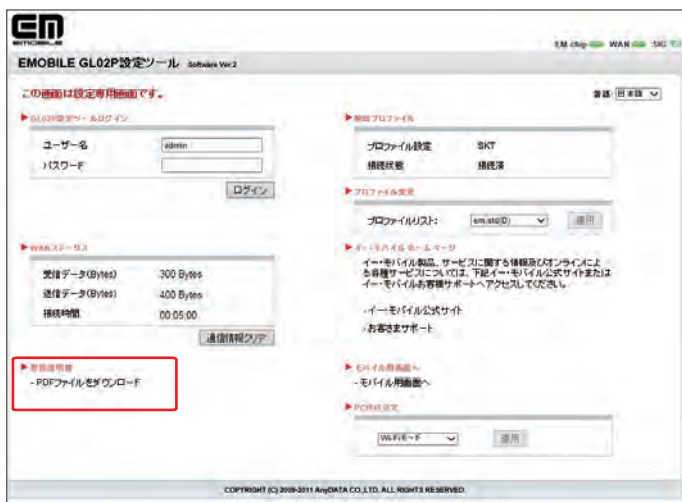 EM
EMOBILE
EM chip WAN SIG
EMOBILE GL02P設定ツール Software Ver.2
この画面は設定専用画面です。
言語: 日本語
GL02P設定ツールログイン
ユーザー名 admin
パスワード
ログイン
WANステータス
受信データ(Bytes) 300 Bytes
送信データ(Bytes) 400 Bytes
接続時間 00:05:00
通信情報クリア
取扱説明書
- PDFファイルをダウンロード
接続プロファイル
プロファイル設定 SKT
接続状態 接続済
プロファイル変更
プロファイルリスト: em.std(D) 適用
イー・モバイル ホームページ
イー・モバイル製品、サービスに関する情報及びオンラインによ
る各種サービスについては、下記イー・モバイル公式サイトまたは
イー・モバイルお客様サポートへアクセスしてください。
- イー・モバイル公式サイト
- お客さまサポート
モバイル用画面へ
- モバイル用画面へ
PC接続設定
Wi-Fiモード 適用
COPYRIGHT (C) 2009-2011 AnyDATA CO.,LTD. ALL RIGHTS RESERVED.